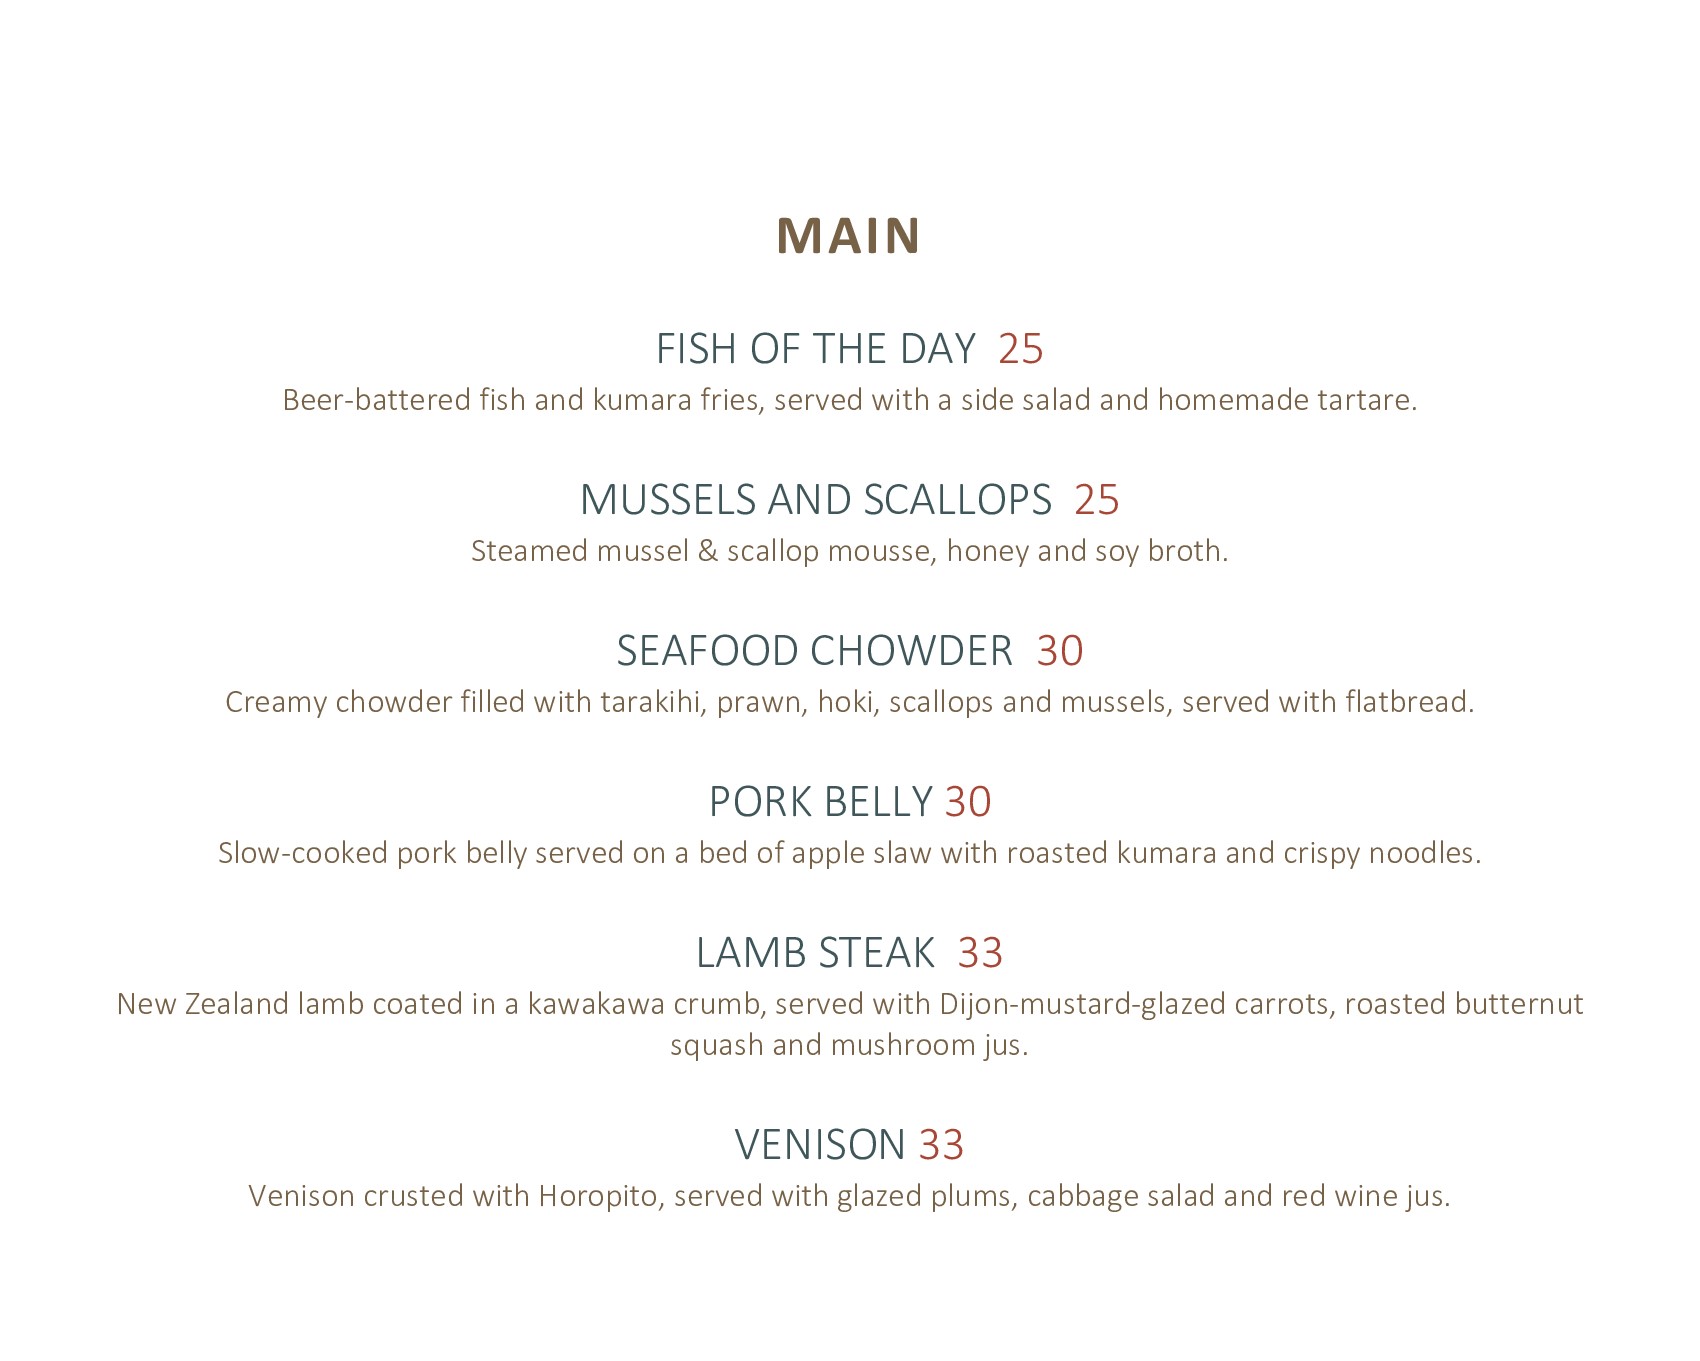 MAIN
FISH OF THE DAY 25
Beer-battered fish and kumara fries, served with a side salad and homemade tartare.
MUSSELS AND SCALLOPS 25
Steamed mussel & scallop mousse, honey and soy broth.
SEAFOOD CHOWDER 30
Creamy chowder filled with tarakihi, prawn, hoki, scallops and mussels, served with flatbread.
PORK BELLY 30
Slow-cooked pork belly served on a bed of apple slaw with roasted kumara and crispy noodles.
LAMB STEAK 33
New Zealand lamb coated in a kawakawa crumb, served with Dijon-mustard-glazed carrots, roasted butternut
squash and mushroom jus.
VENISON 33
Venison crusted with Horopito, served with glazed plums, cabbage salad and red wine jus.